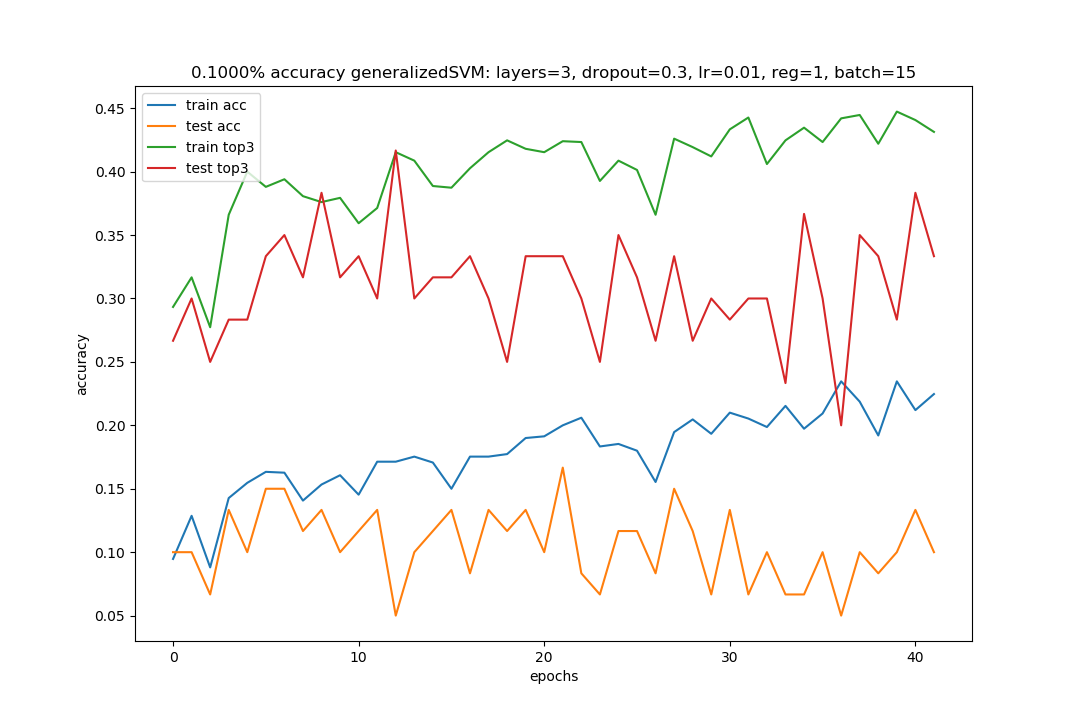 0.1000% accuracy generalizedSVM: layers=3, dropout=0.3, lr=0.01, reg=1, batch=15
train acc
test acc
train top3
test top3
0.45
0.40
0.35
0.30
0.25
0.20
0.15
0.10
0.05
accuracy
0 10 20 30 40
epochs